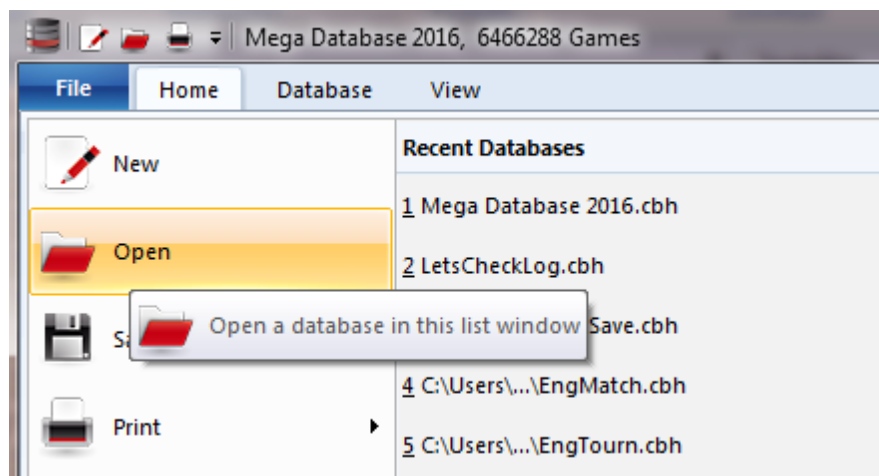 Mega Database 2016, 6466288 Games
File Home Database View
New
Open
Print
Recent Databases
1 Mega Database 2016.cbh
2 LetsCheckLog.cbh
Save.cbh
4 C:\Users\...\EngMatch.cbh
5 C:\Users\...\EngTourn.cbh
Open a database in this list window